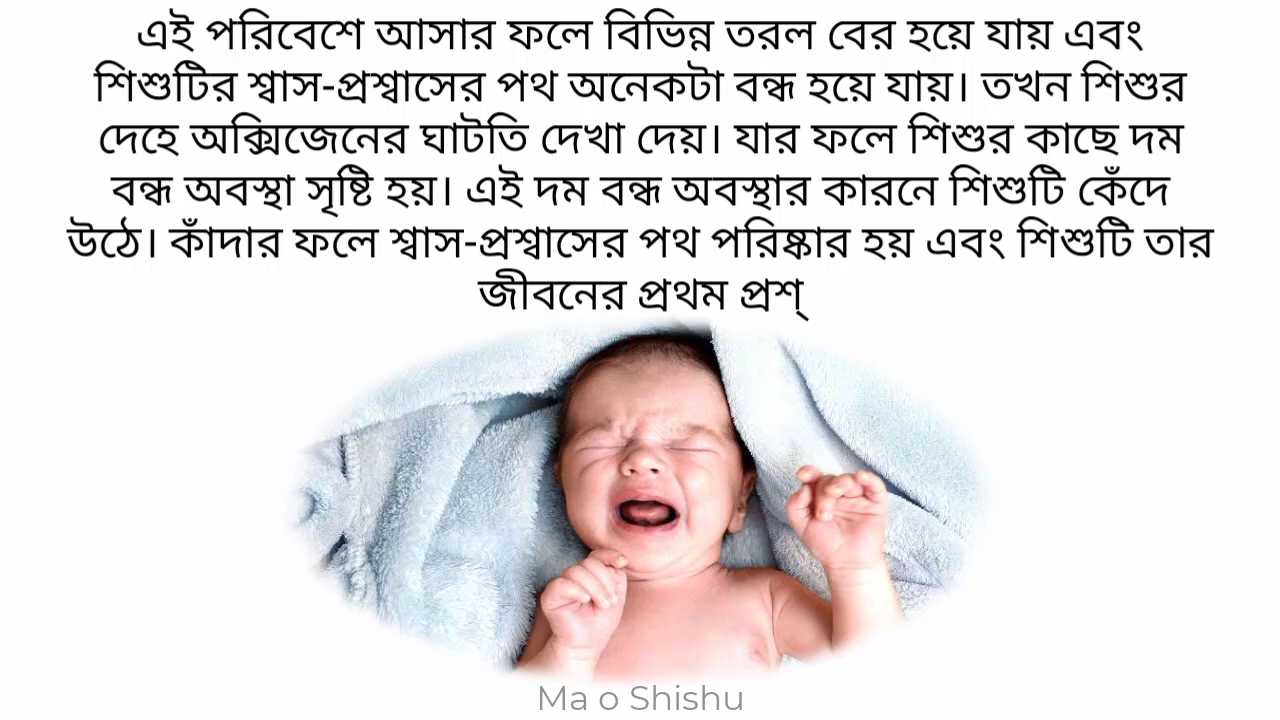 এই পরিবেশে আসার ফলে বিভিন্ন তরল বের হয়ে যায় এবং
শিশুটির শ্বাস-প্রশ্বাসের পথ অনেকটা বন্ধ হয়ে যায়। তখন শিশুর
দেহে অক্সিজেনের ঘাটতি দেখা দেয়। যার ফলে শিশুর কাছে দম
বন্ধ অবস্থা সৃষ্টি হয়। এই দম বন্ধ অবস্থার কারনে শিশুটি কেঁদে
উঠে। কাঁদার ফলে শ্বাস-প্রশ্বাসের পথ পরিষ্কার হয় এবং শিশুটি তার
জীবনের প্রথম প্রশ্
Ma o Shishu